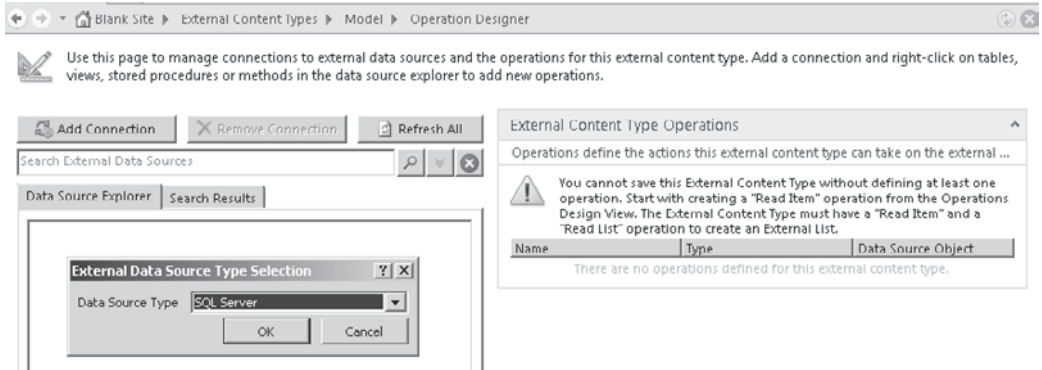 Blank Site ▶ External Content Types ▶ Model ▶ Operation Designer
Use this page to manage connections to external data sources and the operations for this external content type. Add a connection and right-click on tables,
views, stored procedures or methods in the data source explorer to add new operations.
Add Connection
Remove Connection
Refresh All
Search External Data Sources
Data Source Explorer
Search Results
External Data Source Type Selection
Data Source Type
SQL Server
OK
Cancel
External Content Type Operations
Operations define the actions this external content type can take on the external ...
You cannot save this External Content Type without defining at least one
operation. Start with creating a "Read Item" operation from the Operations
Design View. The External Content Type must have a "Read Item" and a
"Read List" operation to create an External List.
Name
Type
Data Source Object
There are no operations defined for this external content type.